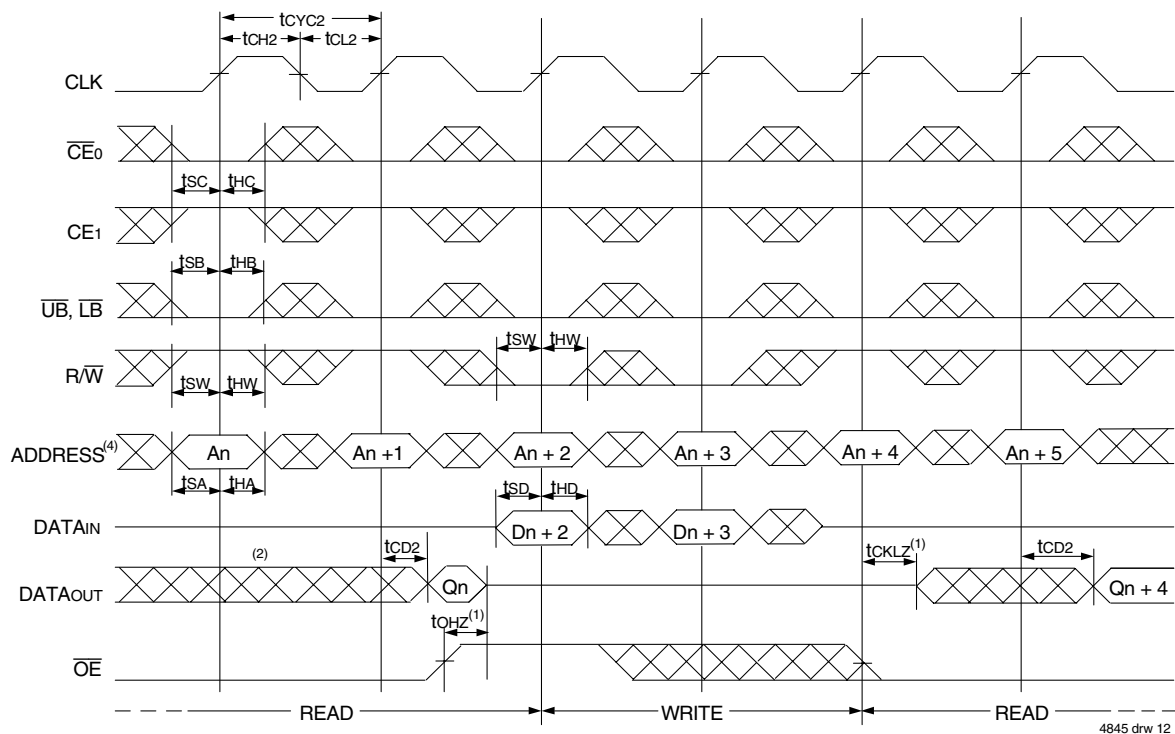 tCYC2
tCH2 tCL2
CLK
CE0
tSC tHC
CE1
tSB tHB
UB, LB
tSW tHW
R/W
tSW tHW
ADDRESS(4) An An +1 An + 2 An + 3 An + 4 An + 5
tSA tHA
tSD tHD
DATAIN Dn + 2 Dn + 3
tCD2 tCKLZ(1) tCD2
(2)
DATAOUT Qn Qn + 4
tOHZ(1)
OE
READ WRITE READ
4845 drw 12